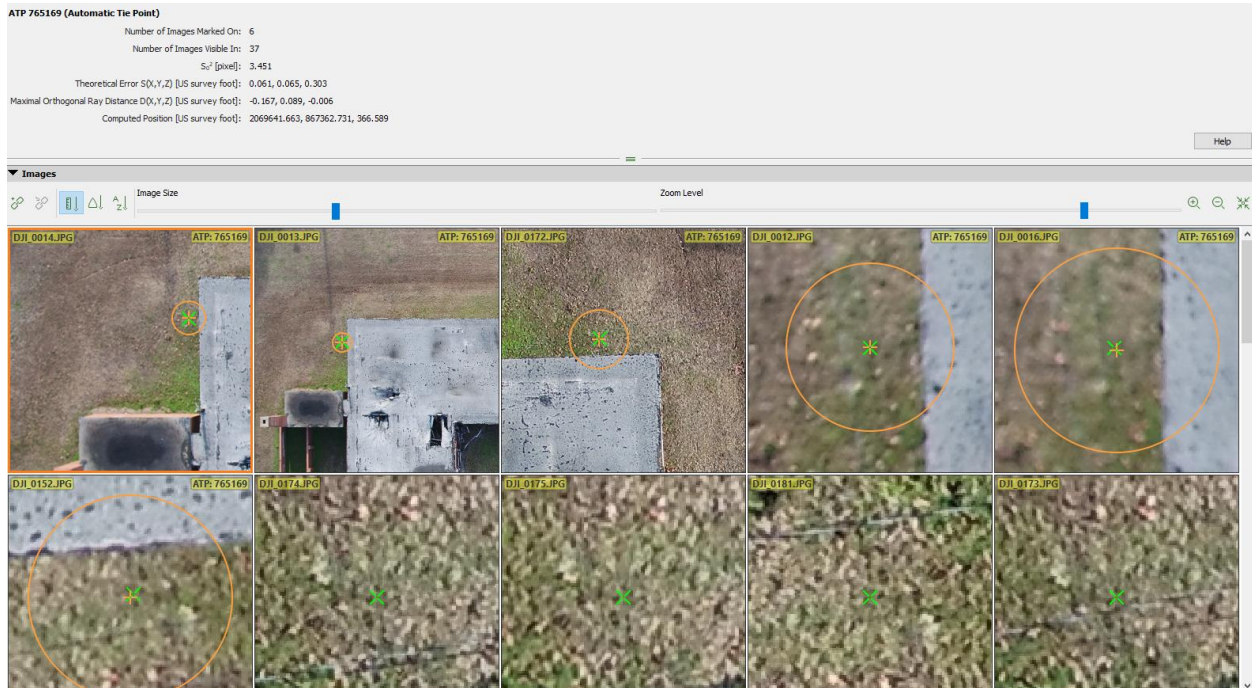 ATP 765169 (Automatic Tie Point)
Number of Images Marked On: 6
Number of Images Visible In: 37
S₀² [pixel]: 3.451
Theoretical Error S(X,Y,Z) [US survey foot]: 0.061, 0.065, 0.303
Maximal Orthogonal Ray Distance D(X,Y,Z) [US survey foot]: -0.167, 0.089, -0.006
Computed Position [US survey foot]: 2069641.663, 867362.731, 366.589
Help
Images
Image Size
Zoom Level
A Z
DJI_0014.JPG ATP: 765169
DJI_0013.JPG ATP: 765169
DJI_0172.JPG ATP: 765169
DJI_0012.JPG ATP: 765169
DJI_0016.JPG ATP: 765169
DJI_0152.JPG ATP: 765169
DJI_0174.JPG
DJI_0175.JPG
DJI_0181.JPG
DJI_0173.JPG